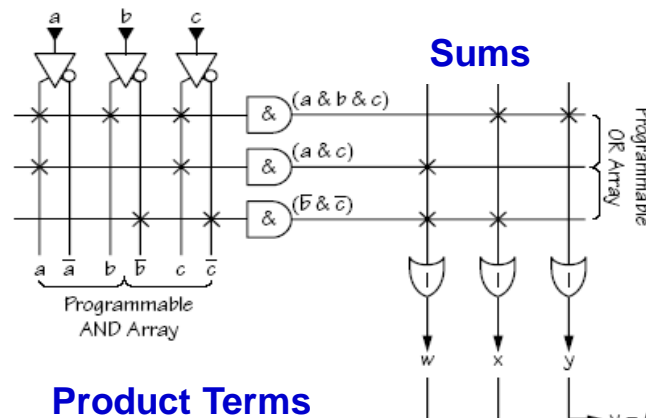 a b c
Sums
& (a & b & c)
& (a & c)
& (b̅ & c̅)
Programmable
OR Array
a a̅ b b̅ c c̅
Programmable
AND Array
| | |
w x y
Product Terms